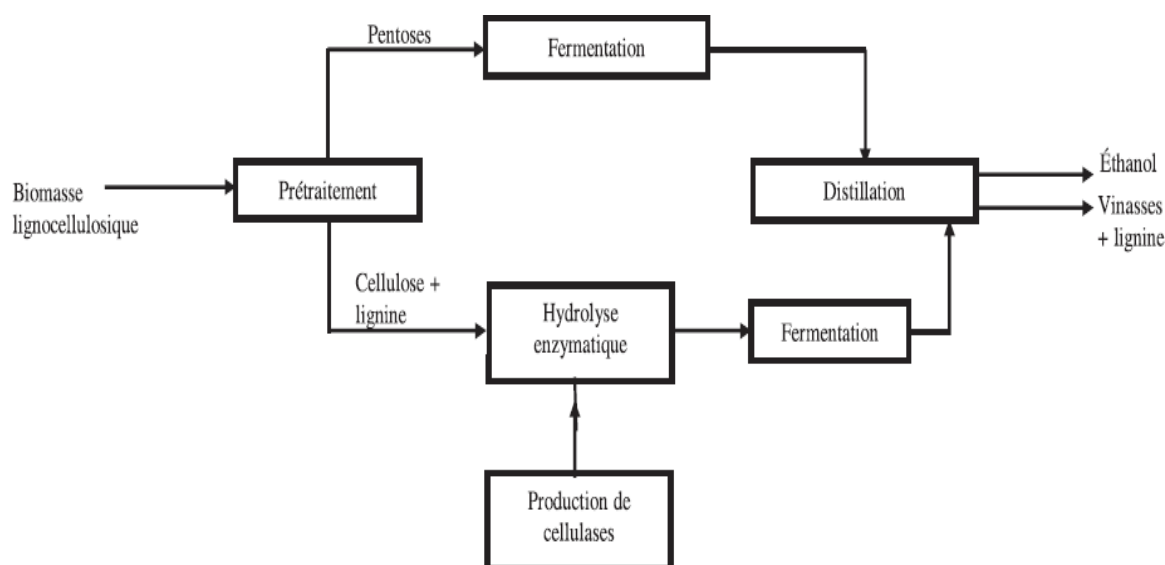 Pentoses
Fermentation
Biomasse
lignocellulosique
Prétraitement
Distillation
Éthanol
Vinasses
+ lignine
Cellulose +
lignine
Hydrolyse
enzymatique
Fermentation
Production de
cellulases